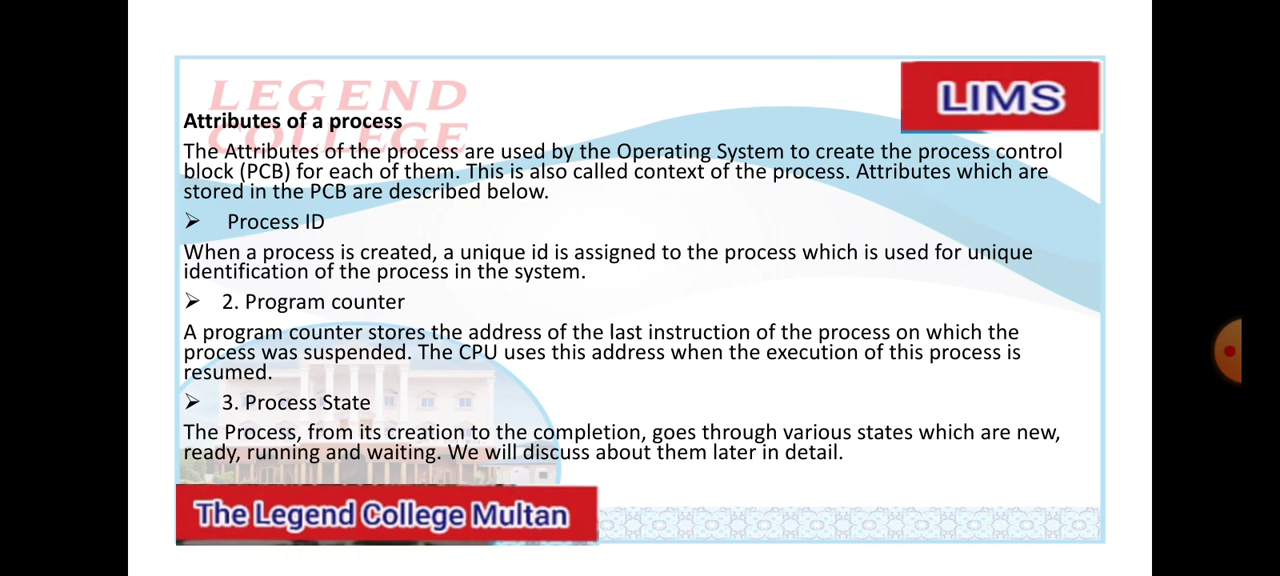 LEGEND
COLLEGE
LIMS
Attributes of a process
The Attributes of the process are used by the Operating System to create the process control
block (PCB) for each of them. This is also called context of the process. Attributes which are
stored in the PCB are described below.
➢ Process ID
When a process is created, a unique id is assigned to the process which is used for unique
identification of the process in the system.
➢ 2. Program counter
A program counter stores the address of the last instruction of the process on which the
process was suspended. The CPU uses this address when the execution of this process is
resumed.
➢ 3. Process State
The Process, from its creation to the completion, goes through various states which are new,
ready, running and waiting. We will discuss about them later in detail.
The Legend College Multan